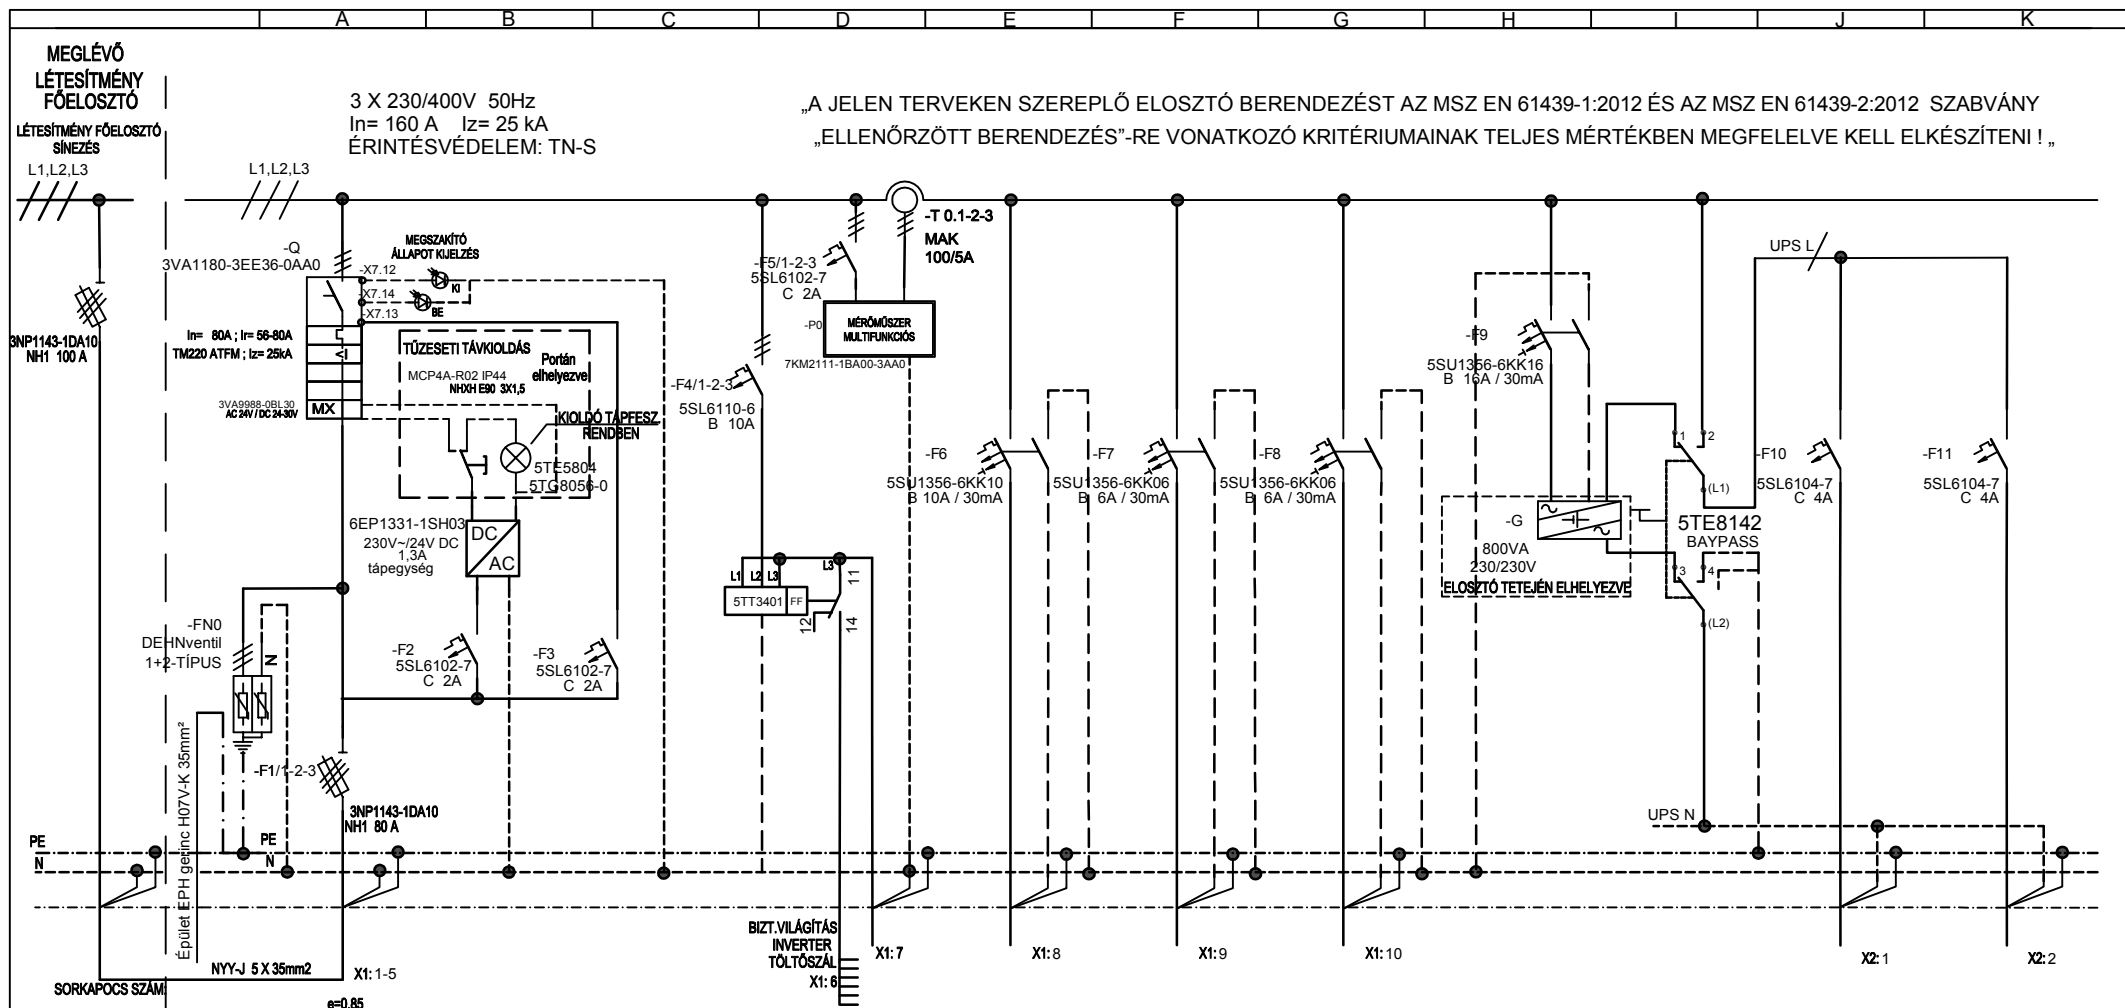 A B C D E F G H I J K
MEGLÉVŐ
LÉTESÍTMÉNY
FŐELOSZTÓ
LÉTESÍTMÉNY FŐELOSZTÓ
SÍNEZÉS
L1,L2,L3
3NP1143-1DA10
NH1 100 A
3 X 230/400V 50Hz
In= 160 A Iz= 25 kA
ÉRINTÉSVÉDELEM: TN-S
„A JELEN TERVEKEN SZEREPLŐ ELOSZTÓ BERENDEZÉST AZ MSZ EN 61439-1:2012 ÉS AZ MSZ EN 61439-2:2012 SZABVÁNY
„ELLENŐRZÖTT BERENDEZÉS”-RE VONATKOZÓ KRITÉRIUMAINAK TELJES MÉRTÉKBEN MEGFELELVE KELL ELKÉSZÍTENI ! „
L1,L2,L3
-Q
3VA1180-3EE36-0AA0
In= 80A ; Ir= 56-80A
TM220 ATFM ; Iz= 25kA
3VA9988-0BL30
AC 24V / DC 24-30V
MX
<I
-X7.12
-X7.14
-X7.13
MEGSZAKÍTÓ
ÁLLAPOT KIJELZÉS
KI
BE
TŰZESETI TÁVKIOLDÁS
Portán
elhelyezve
MCP4A-R02 IP44
NHXH E90 3X1,5
KIOLDÓ TÁPFESZ.
RENDBEN
5TE5804
5TG8056-0
6EP1331-1SH03
230V~/24V DC
1,3A
tápegység
DC
AC
-F2
5SL6102-7
C 2A
-F3
5SL6102-7
C 2A
-FN0
DEHNventil
1+2-TÍPUS
N
Épület EPH gerinc H07V-K 35mm²
-F1/1-2-3
3NP1143-1DA10
NH1 80 A
-F4/1-2-3
5SL6110-6
B 10A
-F5/1-2-3
5SL6102-7
C 2A
-T 0.1-2-3
MAK
100/5A
-P0
MÉRŐMŰSZER
MULTIFUNKCIÓS
7KM2111-1BA00-3AA0
L1 L2 L3
L3
11
5TT3401 FF
12
14
-F6
5SU1356-6KK10
B 10A / 30mA
-F7
5SU1356-6KK06
B 6A / 30mA
-F8
5SU1356-6KK06
B 6A / 30mA
-F9
5SU1356-6KK16
B 16A / 30mA
-G
800VA
230/230V
ELOSZTÓ TETEJÉN ELHELYEZVE
1
2
(L1)
5TE8142
BAYPASS
3
4
(L2)
UPS L
-F10
5SL6104-7
C 4A
-F11
5SL6104-7
C 4A
UPS N
PE
N
PE
N
NYY-J 5 X 35mm2
SORKAPOCS SZÁM:
X1: 1-5
e=0,85
BIZT.VILÁGÍTÁS
INVERTER
TÖLTŐSZÁL
X1: 6
X1: 7
X1: 8
X1: 9
X1: 10
X2: 1
X2: 2